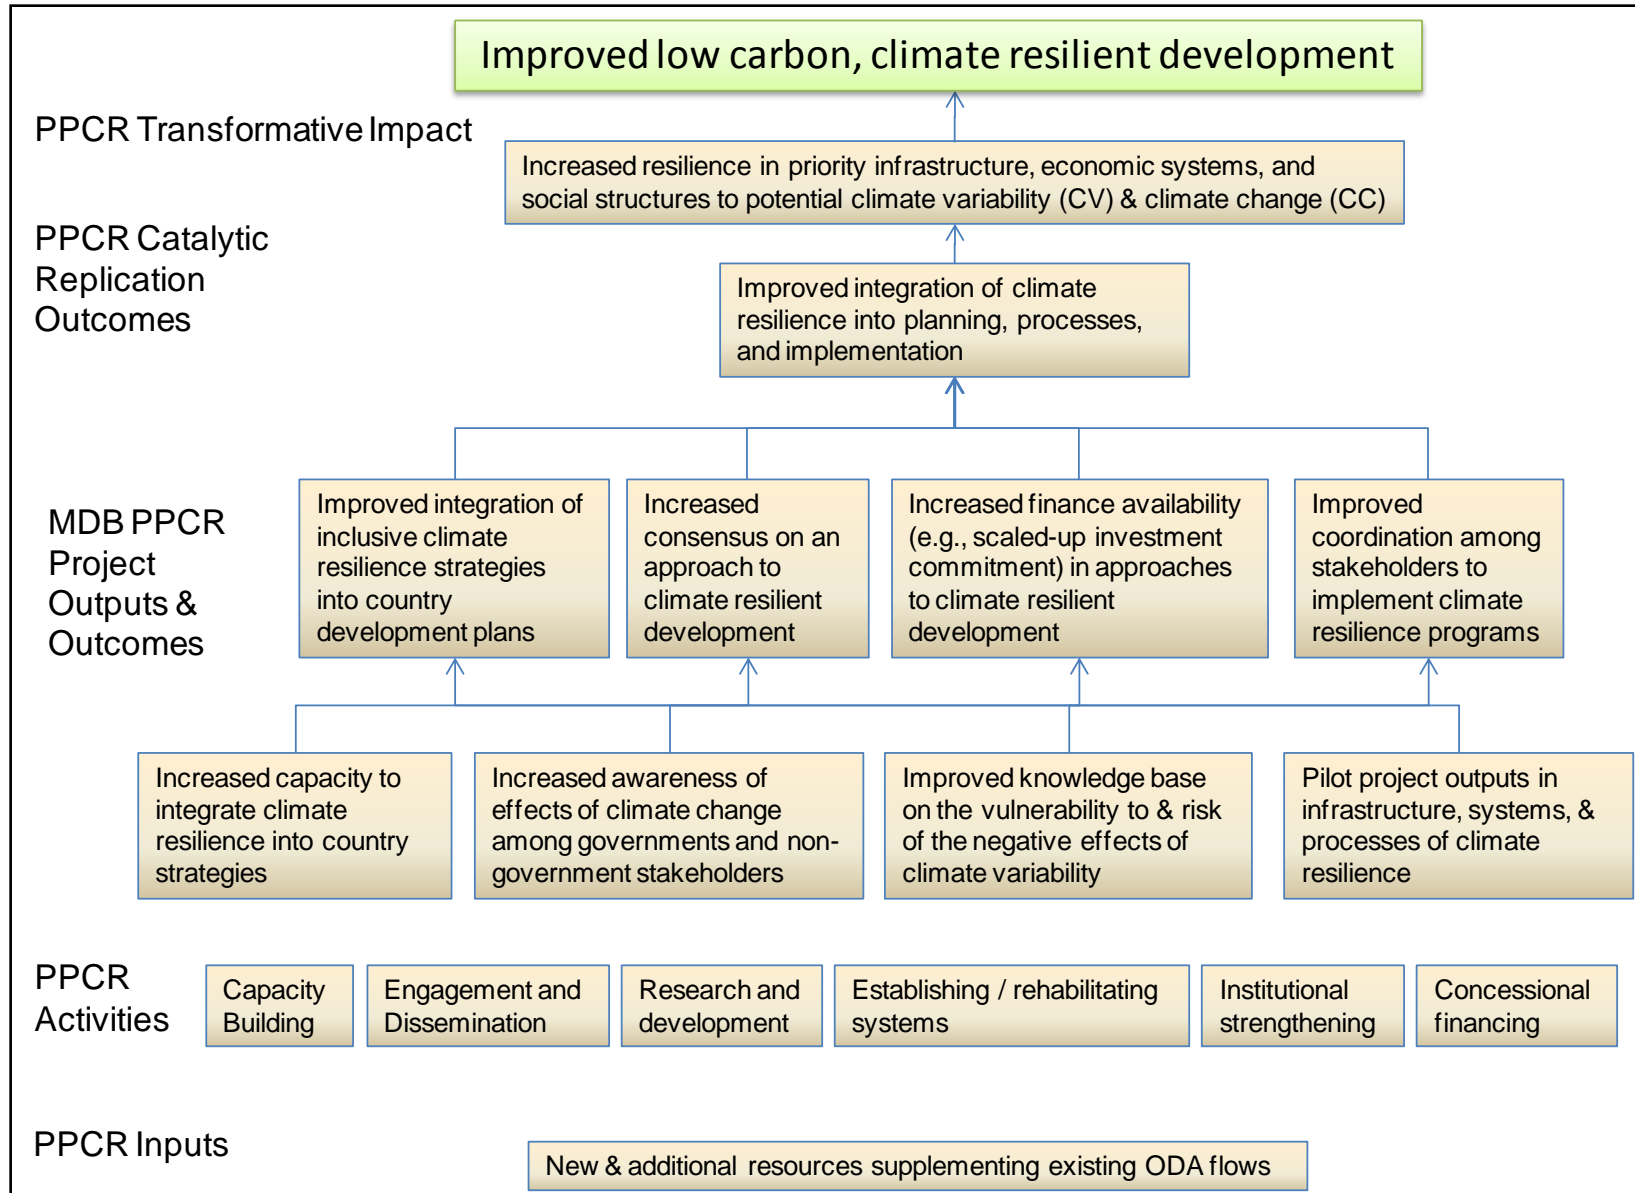 Improved low carbon, climate resilient development
PPCR Transformative Impact
Increased resilience in priority infrastructure, economic systems, and
social structures to potential climate variability (CV) & climate change (CC)
PPCR Catalytic
Replication
Outcomes
Improved integration of climate
resilience into planning, processes,
and implementation
MDB PPCR
Project
Outputs &
Outcomes
Improved integration of
inclusive climate
resilience strategies
into country
development plans
Increased
consensus on an
approach to
climate resilient
development
Increased finance availability
(e.g., scaled-up investment
commitment) in approaches
to climate resilient
development
Improved
coordination among
stakeholders to
implement climate
resilience programs
Increased capacity to
integrate climate
resilience into country
strategies
Increased awareness of
effects of climate change
among governments and non-
government stakeholders
Improved knowledge base
on the vulnerability to & risk
of the negative effects of
climate variability
Pilot project outputs in
infrastructure, systems, &
processes of climate
resilience
PPCR
Activities
Capacity
Building
Engagement and
Dissemination
Research and
development
Establishing / rehabilitating
systems
Institutional
strengthening
Concessional
financing
PPCR Inputs
New & additional resources supplementing existing ODA flows